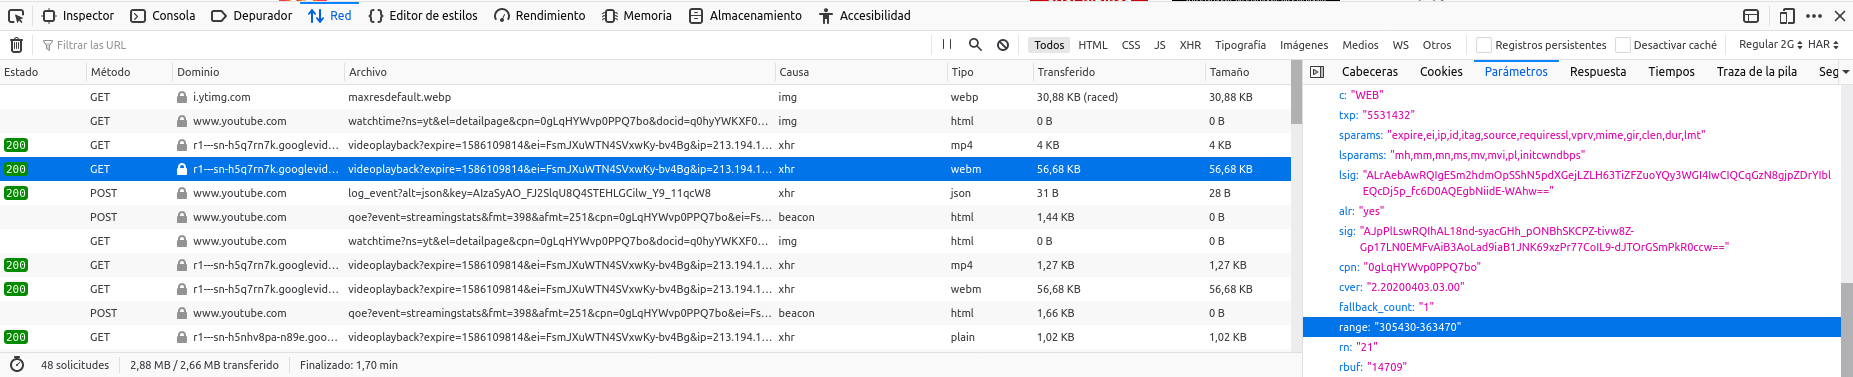 Inspector Consola Depurador Red Editor de estilos Rendimiento Memoria Almacenamiento Accesibilidad
Filtrar las URL Todos HTML CSS JS XHR Tipografía Imágenes Medios WS Otros Registros persistentes Desactivar caché Regular 2G HAR
Estado Método Dominio Archivo Causa Tipo Transferido Tamaño
GET i.ytimg.com maxresdefault.webp img webp 30,88 KB (raced) 30,88 KB
GET www.youtube.com watchtime?ns=yt&el=detailpage&cpn=0gLqHYWvp0PPQ7bo&docid=q0hyYWKXF0... img html 0 B 0 B
200 GET r1---sn-h5q7rn7k.googlevid... videoplayback?expire=1586109814&ei=FsmJXuWTN4SVxwKy-bv4Bg&ip=213.194.1... xhr mp4 4 KB 4 KB
200 GET r1---sn-h5q7rn7k.googlevid... videoplayback?expire=1586109814&ei=FsmJXuWTN4SVxwKy-bv4Bg&ip=213.194.1... xhr webm 56,68 KB 56,68 KB
200 POST www.youtube.com log_event?alt=json&key=AIzaSyAO_FJ2SlqU8Q4STEHLGCilw_Y9_11qcW8 xhr json 31 B 28 B
POST www.youtube.com qoe?event=streamingstats&fmt=398&afmt=251&cpn=0gLqHYWvp0PPQ7bo&ei=Fs... beacon html 1,44 KB 0 B
GET www.youtube.com watchtime?ns=yt&el=detailpage&cpn=0gLqHYWvp0PPQ7bo&docid=q0hyYWKXF0... img html 0 B 0 B
200 GET r1---sn-h5q7rn7k.googlevid... videoplayback?expire=1586109814&ei=FsmJXuWTN4SVxwKy-bv4Bg&ip=213.194.1... xhr mp4 1,27 KB 1,27 KB
200 GET r1---sn-h5q7rn7k.googlevid... videoplayback?expire=1586109814&ei=FsmJXuWTN4SVxwKy-bv4Bg&ip=213.194.1... xhr webm 56,68 KB 56,68 KB
POST www.youtube.com qoe?event=streamingstats&fmt=398&afmt=251&cpn=0gLqHYWvp0PPQ7bo&ei=Fs... beacon html 1,66 KB 0 B
200 GET r1---sn-h5nhv8pa-n89e.goo... videoplayback?expire=1586109814&ei=FsmJXuWTN4SVxwKy-bv4Bg&ip=213.194.1... xhr plain 1,02 KB 1,02 KB
48 solicitudes 2,88 MB / 2,66 MB transferido Finalizado: 1,70 min
Cabeceras Cookies Parámetros Respuesta Tiempos Traza de la pila Seg
c: "WEB"
txp: "5531432"
sparams: "expire,ei,ip,id,itag,source,requiressl,vprv,mime,gir,clen,dur,lmt"
lsparams: "mh,mm,mn,ms,mv,mvi,pl,initcwndbps"
lsig: "ALrAebAwRQIgESm2hdmOpSShN5pdXGejLZLH63TiZFZuoYQy3WGI4IwCIQCqGzN8gjpZDrYIbl
EQcDj5p_fc6D0AQEgbNiidE-WAhw=="
alr: "yes"
sig: "AJpPlLswRQIhAL18nd-syacGHh_pONBhSKCPZ-tivw8Z-
Gp17LN0EMFvAiB3AoLad9iaB1JNK69xzPr77CoIL9-dJTOrGSmPkR0ccw=="
cpn: "0gLqHYWvp0PPQ7bo"
cver: "2.20200403.03.00"
fallback_count: "1"
range: "305430-363470"
rn: "21"
rbuf: "14709"